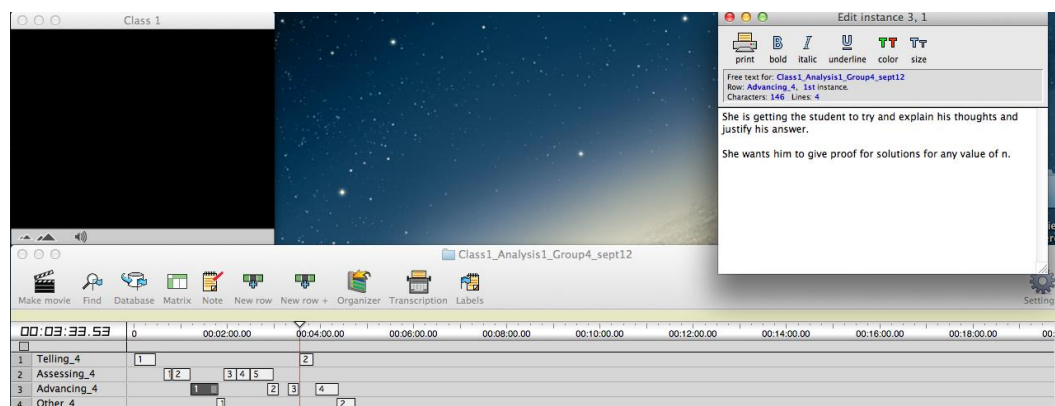 Class 1
Edit instance 3, 1
print bold italic underline color size
Free text for: Class1_Analysis1_Group4_sept12
Row: Advancing_4, 1st instance.
Characters: 146 Lines: 4
She is getting the student to try and explain his thoughts and
justify his answer.
She wants him to give proof for solutions for any value of n.
Class1_Analysis1_Group4_sept12
Make movie Find Database Matrix Note New row New row + Organizer Transcription Labels Setting
00:03:33.53 0 00:02:00.00 00:04:00.00 00:06:00.00 00:08:00.00 00:10:00.00 00:12:00.00 00:14:00.00 00:16:00.00 00:18:00.00 00:
1 Telling_4 1 2
2 Assessing_4 1 2 3 4 5
3 Advancing_4 1 2 3 4
4 Other_4 1 2